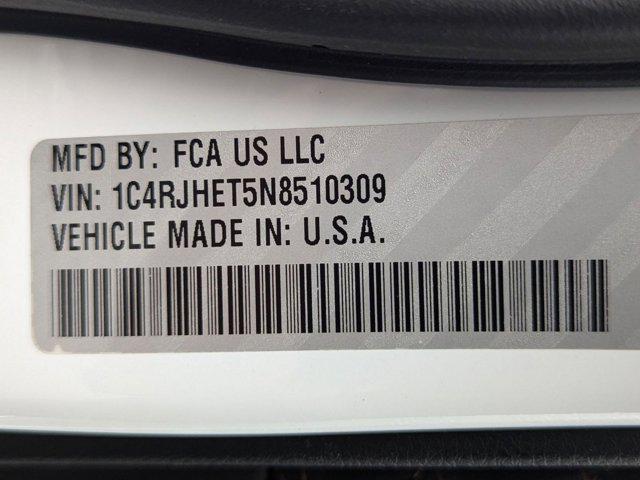 MFD BY: FCA US LLC
VIN: 1C4RJHET5N8510309
VEHICLE MADE IN: U.S.A.